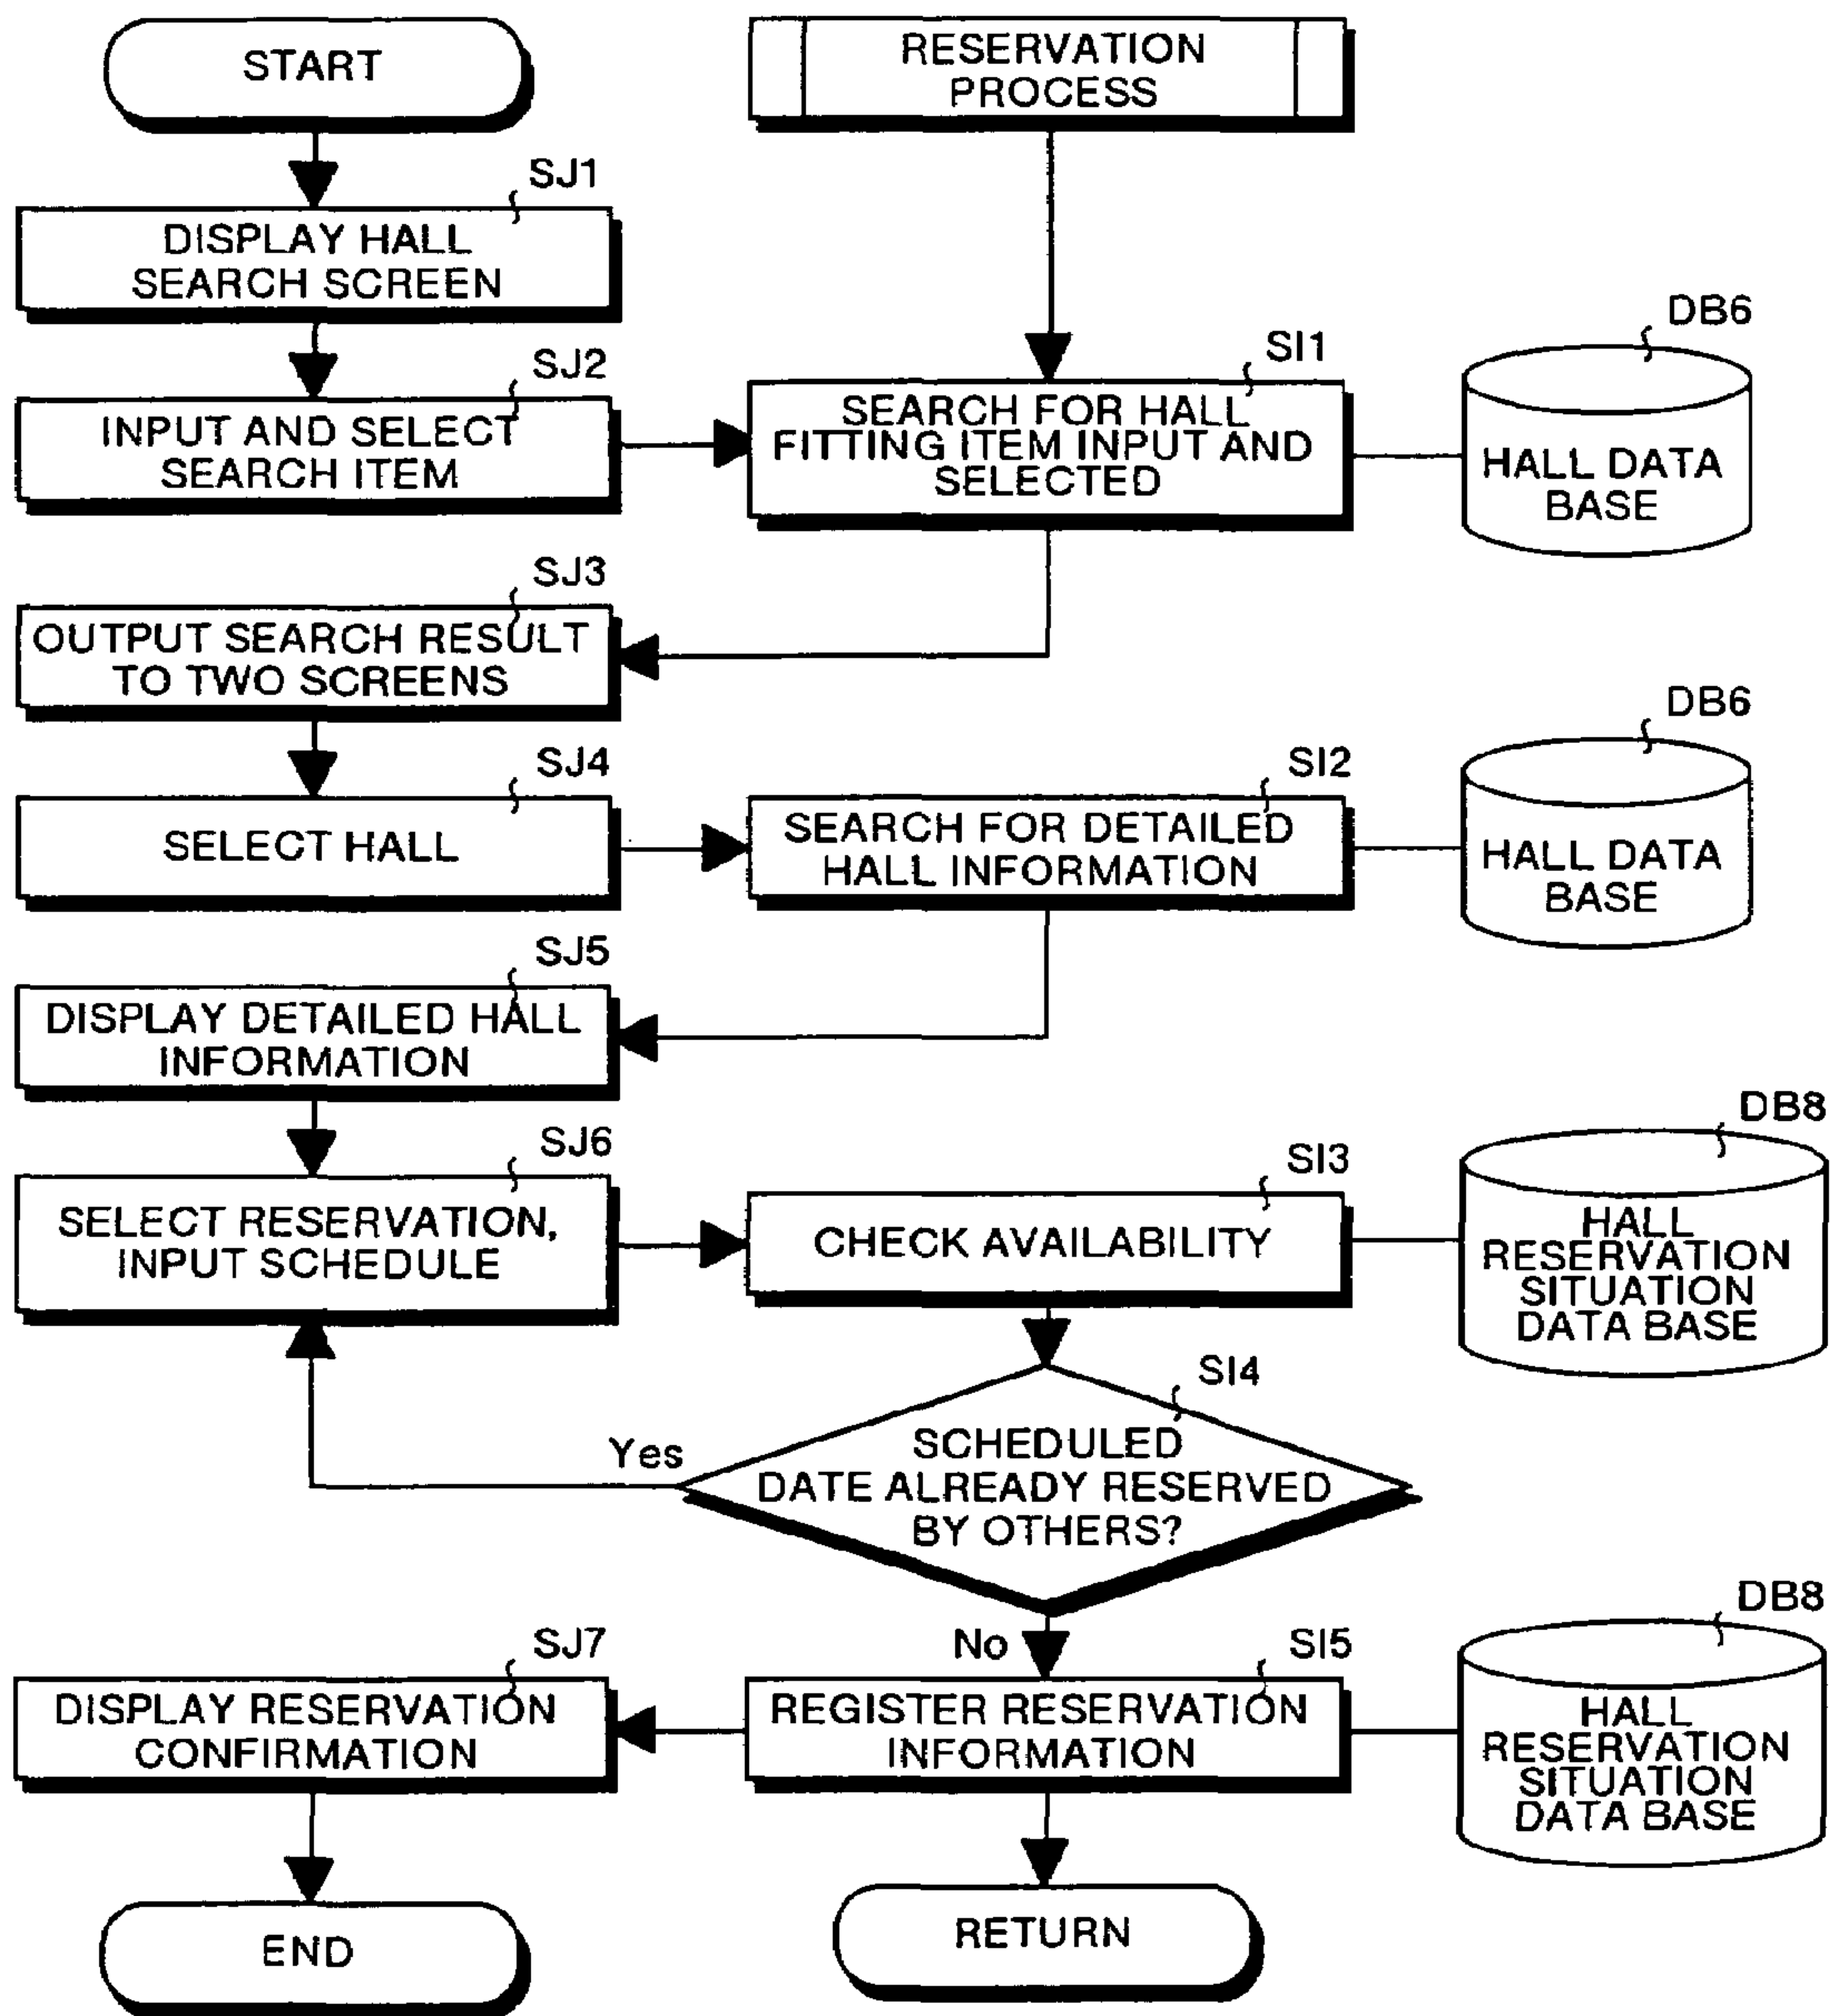 START
RESERVATION
PROCESS
SJ1
DISPLAY HALL
SEARCH SCREEN
SJ2
INPUT AND SELECT
SEARCH ITEM
SI1
SEARCH FOR HALL
FITTING ITEM INPUT AND
SELECTED
DB6
HALL DATA
BASE
SJ3
OUTPUT SEARCH RESULT
TO TWO SCREENS
SJ4
SELECT HALL
SI2
SEARCH FOR DETAILED
HALL INFORMATION
DB6
HALL DATA
BASE
SJ5
DISPLAY DETAILED HALL
INFORMATION
SJ6
SELECT RESERVATION,
INPUT SCHEDULE
SI3
CHECK AVAILABILITY
DB8
HALL
RESERVATION
SITUATION
DATA BASE
SI4
SCHEDULED
DATE ALREADY RESERVED
BY OTHERS?
Yes
No
SJ7
DISPLAY RESERVATION
CONFIRMATION
SI5
REGISTER RESERVATION
INFORMATION
DB8
HALL
RESERVATION
SITUATION
DATA BASE
END
RETURN